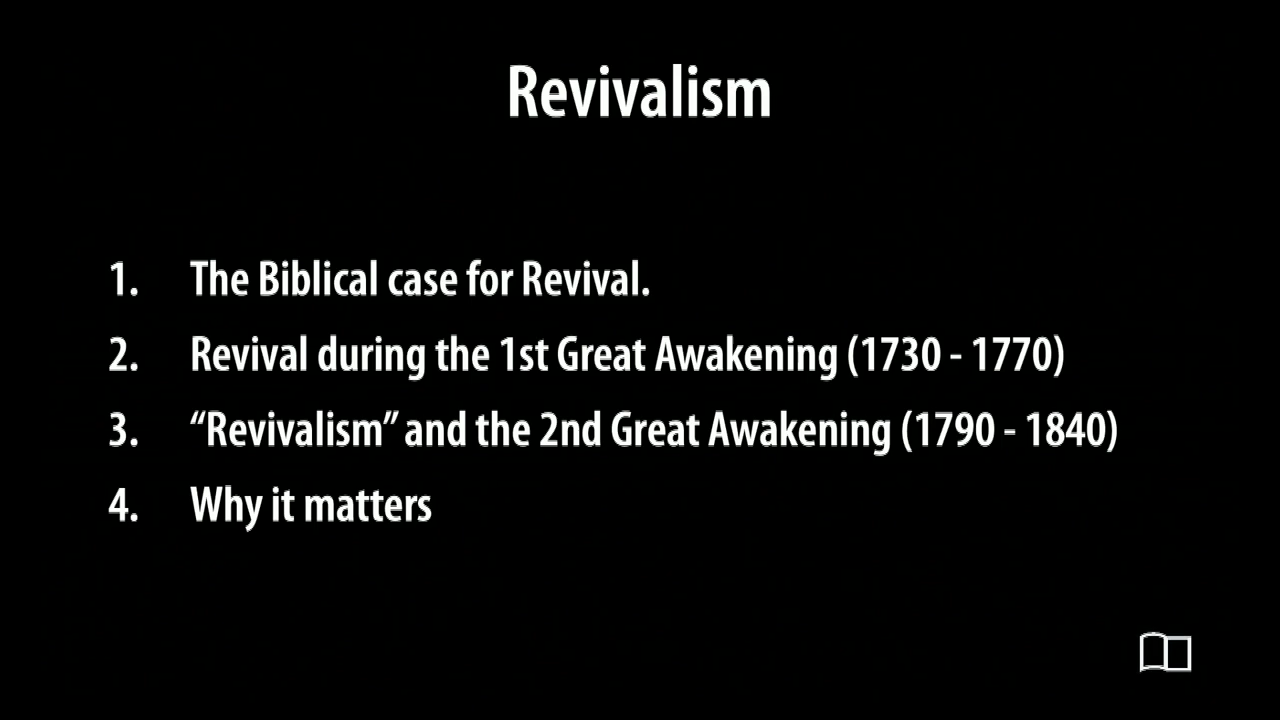 Revivalism
1. The Biblical case for Revival.
2. Revival during the 1st Great Awakening (1730 - 1770)
3. “Revivalism” and the 2nd Great Awakening (1790 - 1840)
4. Why it matters